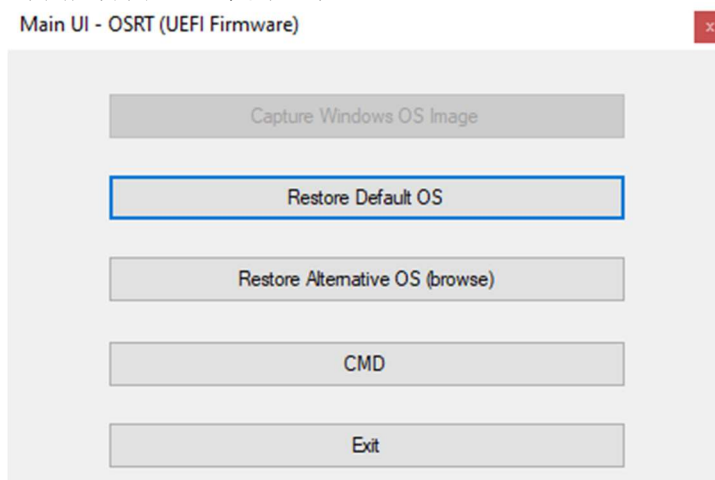 Main UI - OSRT (UEFI Firmware)
x
Capture Windows OS Image
Restore Default OS
Restore Alternative OS (browse)
CMD
Exit